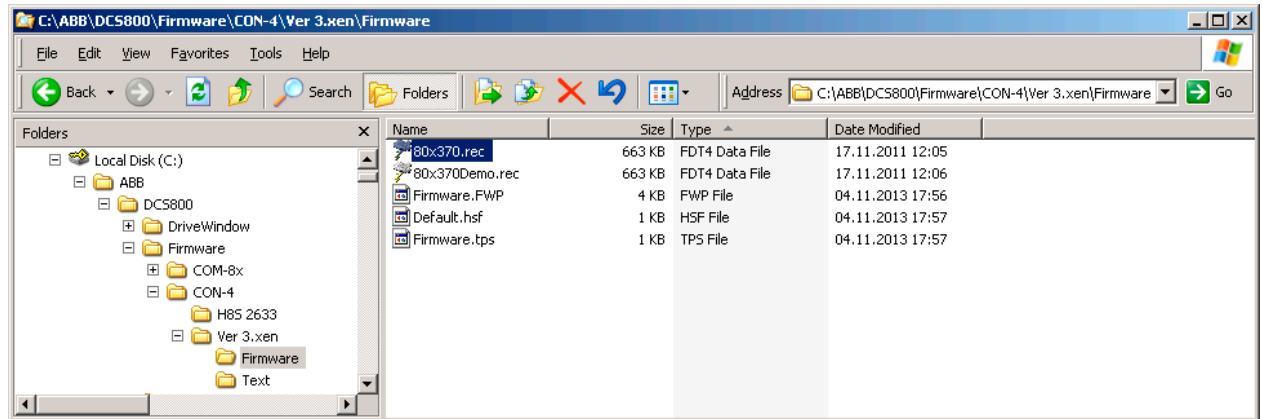 C:\ABB\DCS800\Firmware\CON-4\Ver 3.xen\Firmware
File Edit View Favorites Tools Help
Back Search Folders Address C:\ABB\DCS800\Firmware\CON-4\Ver 3.xen\Firmware Go
Folders x Name Size Type Date Modified
Local Disk (C:) 80x370.rec 663 KB FDT4 Data File 17.11.2011 12:05
ABB 80x370Demo.rec 663 KB FDT4 Data File 17.11.2011 12:06
DCS800 Firmware.FWP 4 KB FWP File 04.11.2013 17:56
DriveWindow Default.hsf 1 KB HSF File 04.11.2013 17:57
Firmware Firmware.tps 1 KB TPS File 04.11.2013 17:57
COM-8x
CON-4
H8S 2633
Ver 3.xen
Firmware
Text